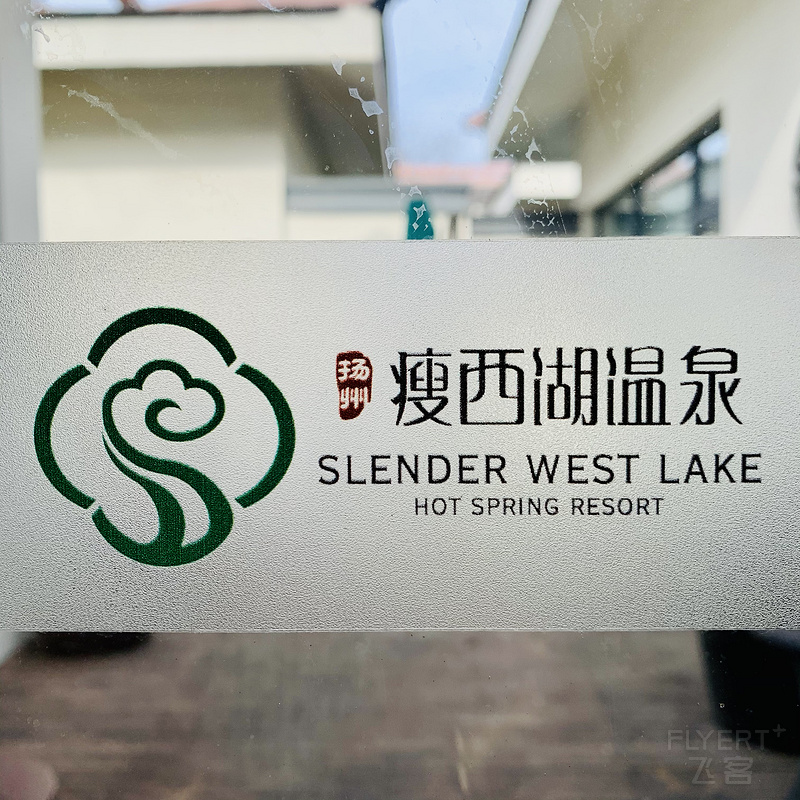 扬州
瘦西湖温泉
SLENDER WEST LAKE
HOT SPRING RESORT
FLYERT+
飞客